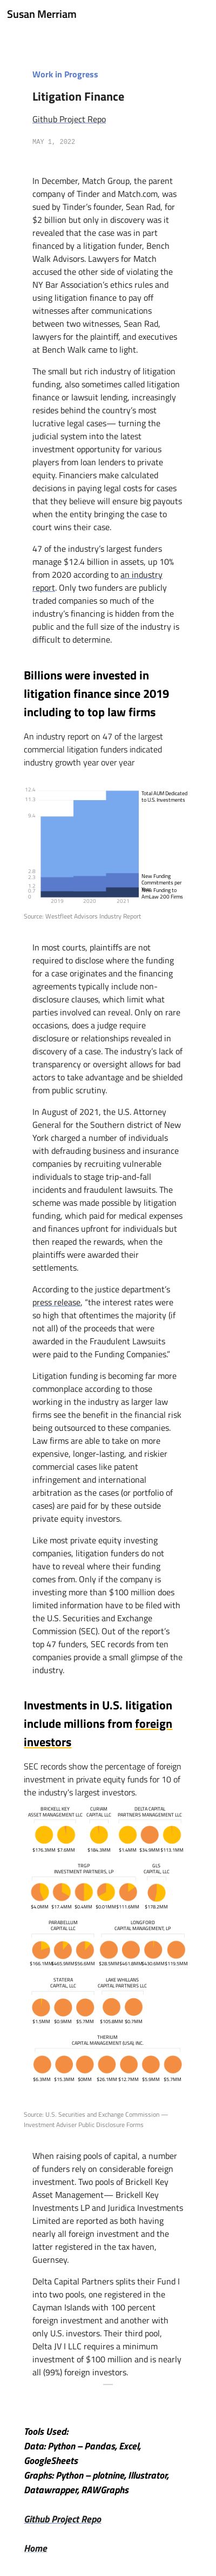 Susan Merriam
Work in Progress
Litigation Finance
Github Project Repo
MAY 1, 2022
In December, Match Group, the parent
company of Tinder and Match.com, was
sued by Tinder's founder, Sean Rad, for
$2 billion but only in discovery was it
revealed that the case was in part
financed by a litigation funder, Bench
Walk Advisors. Lawyers for Match
accused the other side of violating the
NY Bar Association's ethics rules and
using litigation finance to pay off
witnesses after communications
between two witnesses, Sean Rad,
lawyers for the plaintiff, and executives
at Bench Walk came to light.
The small but rich industry of litigation
funding, also sometimes called litigation
finance or lawsuit lending, increasingly
resides behind the country's most
lucrative legal cases— turning the
judicial system into the latest
investment opportunity for various
players from loan lenders to private
equity. Financiers make calculated
decisions in paying legal costs for cases
that they believe will ensure big payouts
when the entity bringing the case to
court wins their case.
47 of the industry's largest funders
manage $12.4 billion in assets, up 10%
from 2020 according to an industry
report. Only two funders are publicly
traded companies so much of the
industry's financing is hidden from the
public and the full size of the industry is
difficult to determine.
Billions were invested in
litigation finance since 2019
including to top law firms
An industry report on 47 of the largest
commercial litigation funders indicated
industry growth year over year
12.4
11.3
9.4
2.8
2.3
1.2
0.7
0
2019 2020 2021
Total AUM Dedicated
to U.S. Investments
New Funding
Commitments per
New Funding to
AmLaw 200 Firms
Source: Westfleet Advisors Industry Report
In most courts, plaintiffs are not
required to disclose where the funding
for a case originates and the financing
agreements typically include non-
disclosure clauses, which limit what
parties involved can reveal. Only on rare
occasions, does a judge require
disclosure or relationships revealed in
discovery of a case. The industry's lack of
transparency or oversight allows for bad
actors to take advantage and be shielded
from public scrutiny.
In August of 2021, the U.S. Attorney
General for the Southern district of New
York charged a number of individuals
with defrauding business and insurance
companies by recruiting vulnerable
individuals to stage trip-and-fall
incidents and fraudulent lawsuits. The
scheme was made possible by litigation
funding, which paid for medical expenses
and offered upfront for individuals but
then reaped the rewards, when the
plaintiffs were awarded their
settlements.
According to the justice department's
press release, "the interest rates were
so high that oftentimes the majority (if
not all) of the proceeds that were
awarded in the Fraudulent Lawsuits
were paid to the Funding Companies."
Litigation funding is becoming far more
commonplace according to those
working in the industry as larger law
firms see the benefit in the financial risk
being outsourced to these companies.
Law firms are able to take on more
expensive, longer-lasting, and riskier
commercial cases like patent
infringement and international
arbitration as the cases (or portfolio of
cases) are paid for by these outside
private equity investors.
Like most private equity investing
companies, litigation funders do not
have to reveal where their funding
comes from. Only if the company is
investing more than $100 million does
limited information have to be filed with
the U.S. Securities and Exchange
Commission (SEC). Out of the report's
top 47 funders, SEC records from ten
companies provide a small glimpse of the
industry.
Investments in U.S. litigation
include millions from foreign
investors
SEC records show the percentage of foreign
investment in private equity funds for 10 of
the industry's largest investors.
BRICKELL KEY CURIAM DELTA CAPITAL
ASSET MANAGEMENT LLC CAPITAL LLC PARTNERS MANAGEMENT LLC
$176.3MM $7.6MM $184.3MM $1.4MM $34.9MM $113.1MM
TRGP GLS
INVESTMENT PARTNERS, LP CAPITAL, LLC
$4.0MM $17.4MM $0.4MM $0.01MM $111.6MM $178.2MM
PARABELLUM LONGFORD
CAPITAL LLC CAPITAL MANAGEMENT, LP
$166.1MM $465.9MM $56.6MM $28.5MM $461.8MM $430.6MM $119.5MM
STATERA LAKE WHILLANS
CAPITAL, LLC CAPITAL PARTNERS LLC
$1.5MM $0.9MM $5.7MM $105.8MM $0.7MM
THERIUM
CAPITAL MANAGEMENT (USA), INC.
$6.3MM $15.3MM $0MM $26.1MM $12.7MM $5.9MM $5.7MM
Source: U.S. Securities and Exchange Commission —
Investment Adviser Public Disclosure Forms
When raising pools of capital, a number
of funders rely on considerable foreign
investment. Two pools of Brickell Key
Asset Management— Brickell Key
Investments LP and Juridica Investments
Limited are reported as both having
nearly all foreign investment and the
latter registered in the tax haven,
Guernsey.
Delta Capital Partners splits their Fund I
into two pools, one registered in the
Cayman Islands with 100 percent
foreign investment and another with
only U.S. investors. Their third pool,
Delta JV I LLC requires a minimum
investment of $100 million and is nearly
all (99%) foreign investors.
Tools Used:
Data: Python – Pandas, Excel,
GoogleSheets
Graphs: Python – plotnine, Illustrator,
Datawrapper, RAWGraphs
Github Project Repo
Home